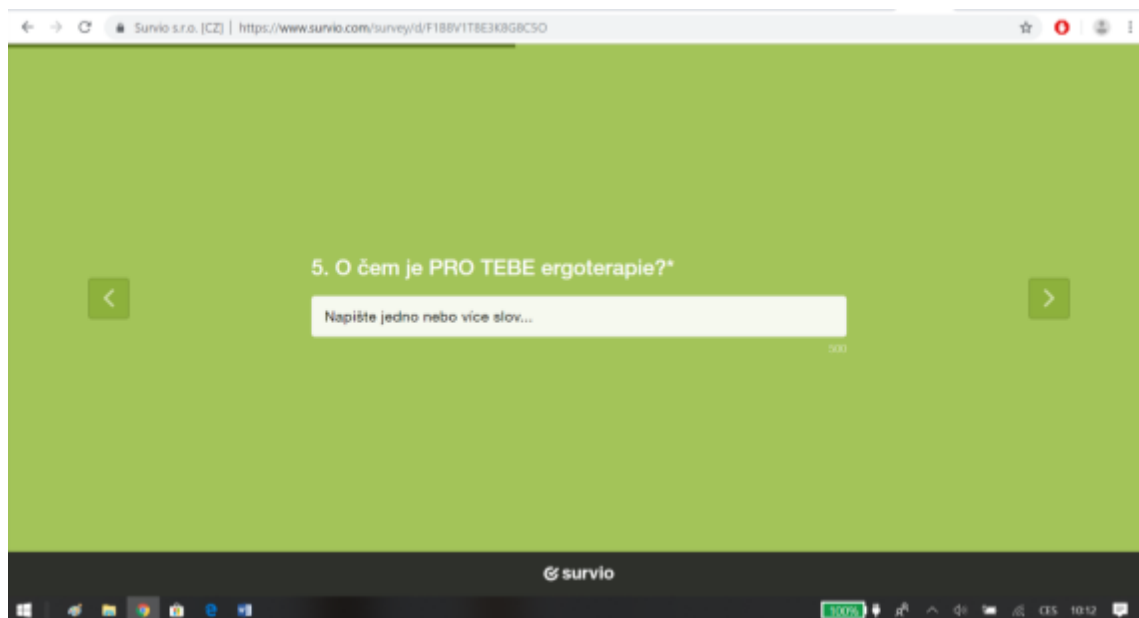 Survio s.r.o. [CZ] | https://www.survio.com/survey/d/F1B8V1T8E3K8G8C5O
5. O čem je PRO TEBE ergoterapie?*
Napište jedno nebo více slov...
500
survio
100% CES 10:12